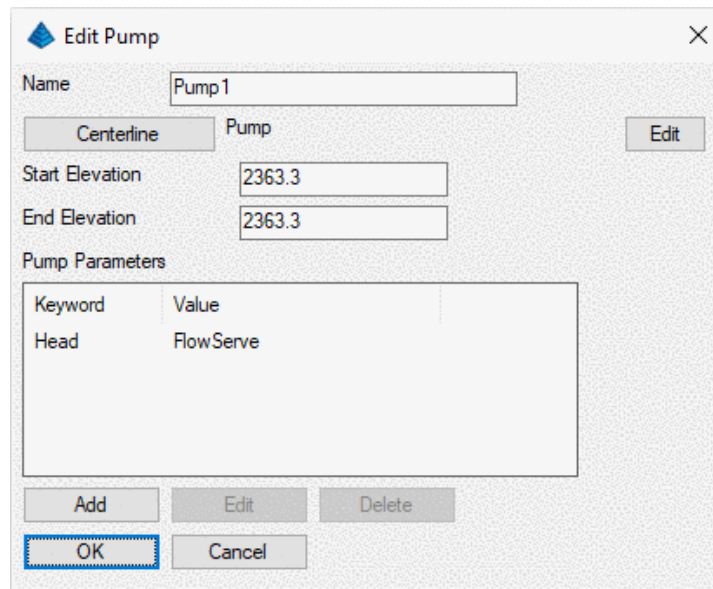 Edit Pump
Name Pump1
Centerline Pump Edit
Start Elevation 2363.3
End Elevation 2363.3
Pump Parameters
Keyword Value
Head FlowServe
Add Edit Delete
OK Cancel